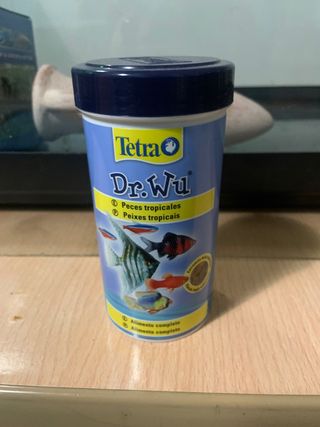 Tetra
Dr.Wu®
E Peces tropicales
P Peixes tropicais
E Alimento completo
P Alimento completo